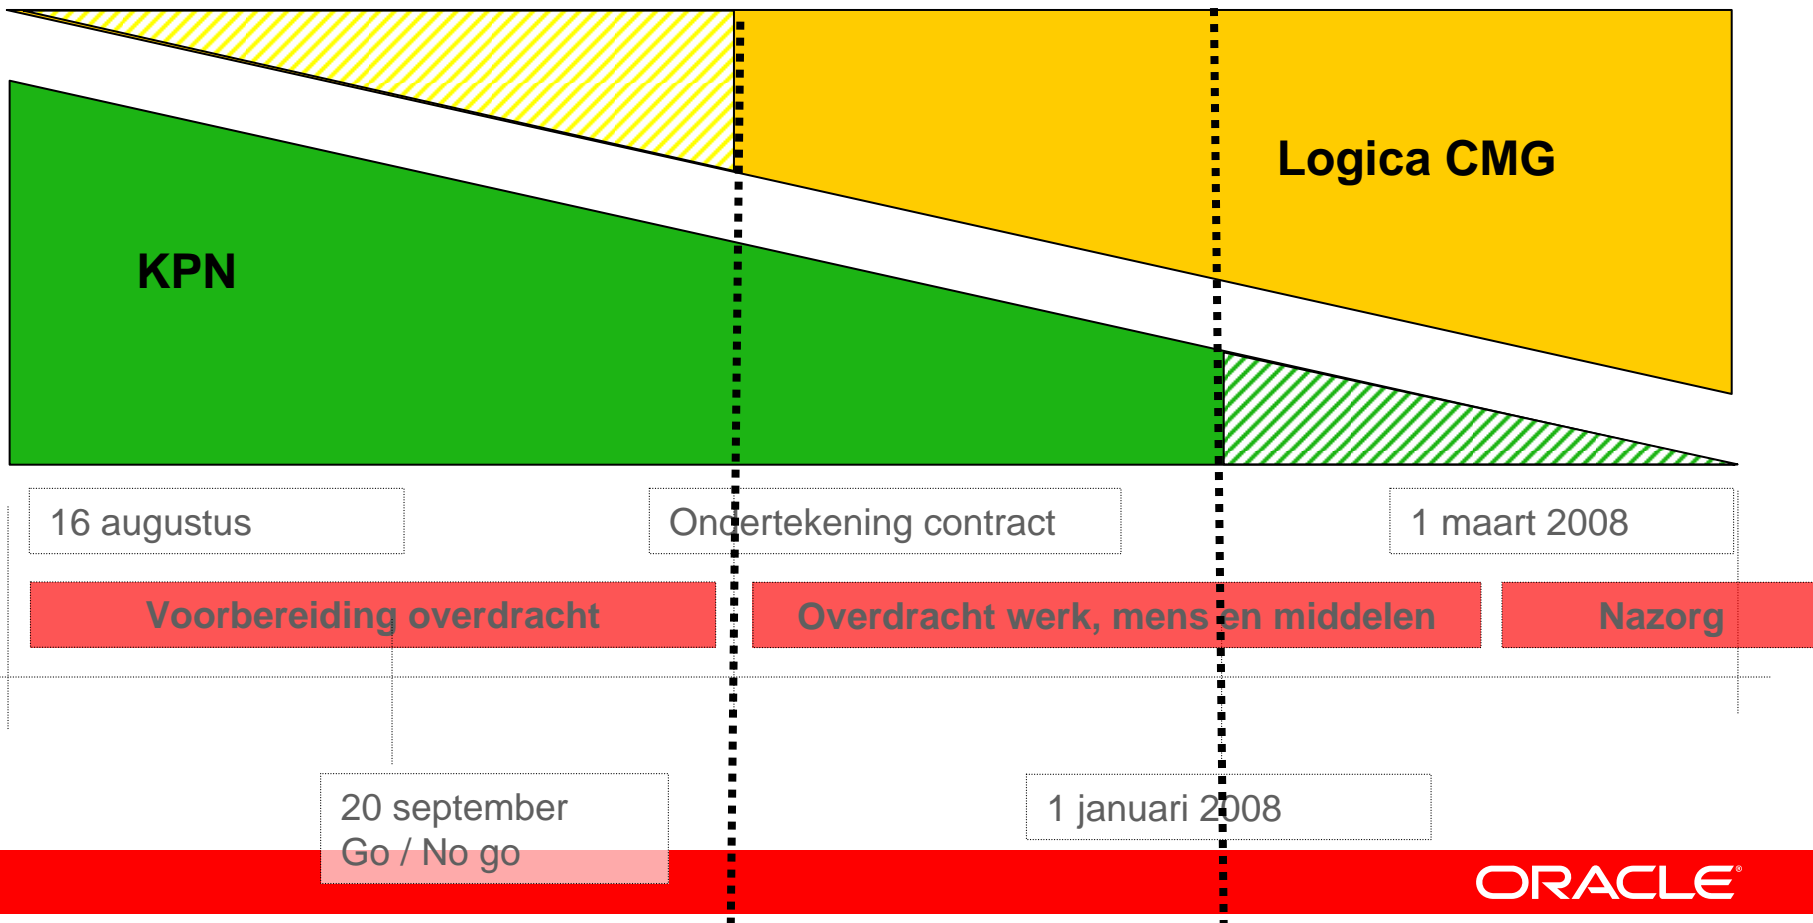 Logica CMG
KPN
16 augustus
Ondertekening contract
1 maart 2008
Voorbereiding overdracht
Overdracht werk, mens en middelen
Nazorg
20 september
Go / No go
1 januari 2008
ORACLE®